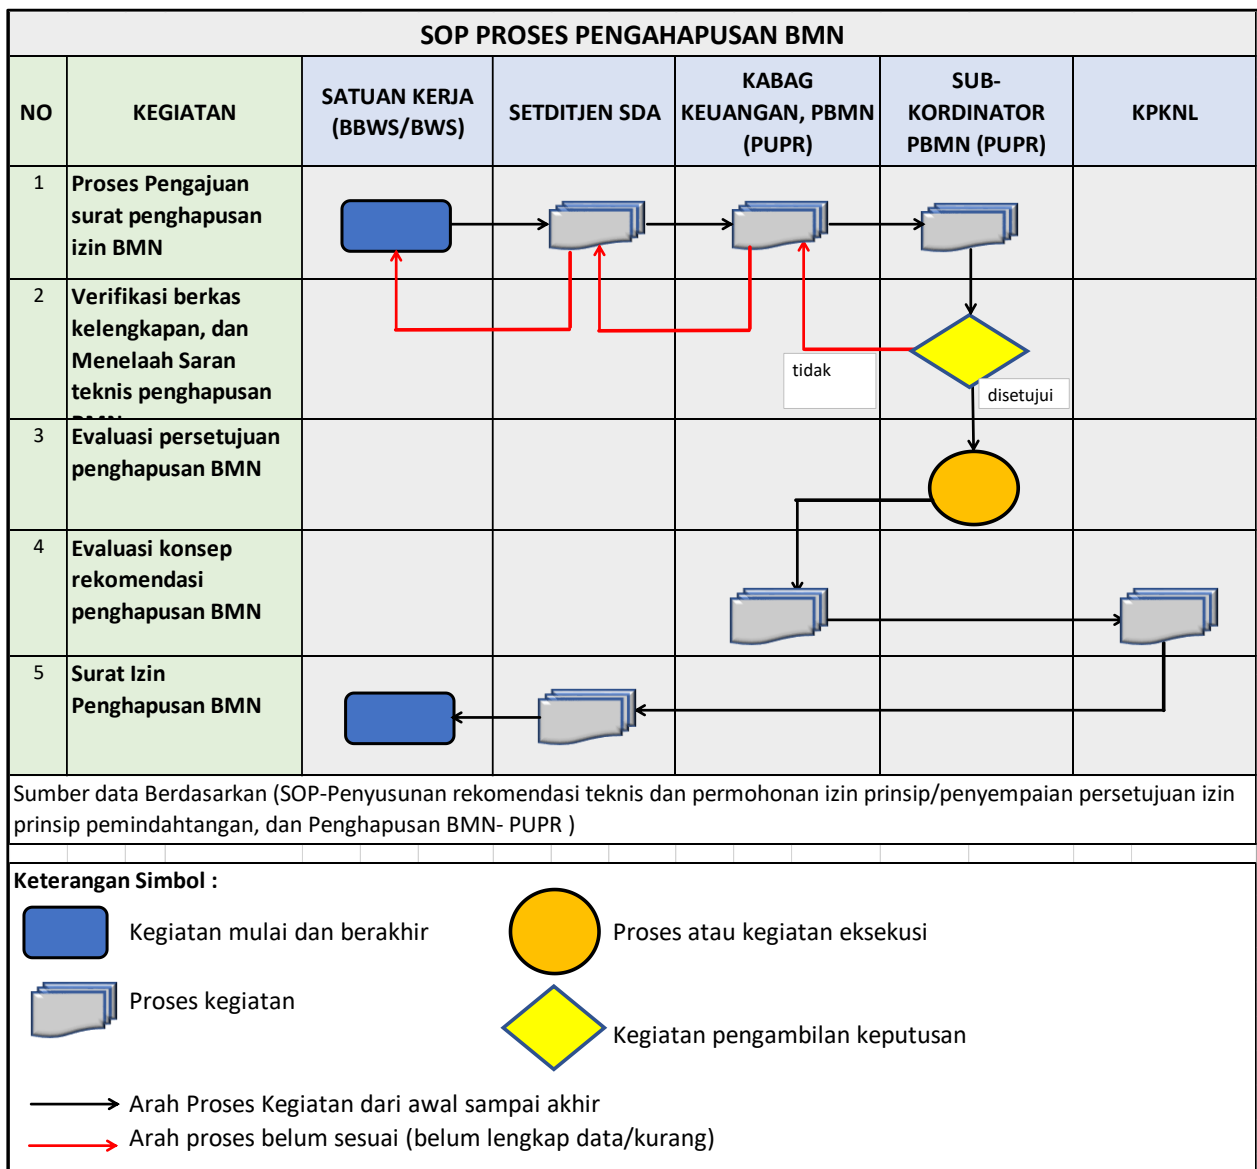 SOP PROSES PENGAHAPUSAN BMN
NO
KEGIATAN
SATUAN KERJA
(BBWS/BWS)
SETDITJEN SDA
KABAG
KEUANGAN, PBMN
(PUPR)
SUB-
KORDINATOR
PBMN (PUPR)
KPKNL
1
Proses Pengajuan
surat penghapusan
izin BMN
2
Verifikasi berkas
kelengkapan, dan
Menelaah Saran
teknis penghapusan
tidak
disetujui
3
Evaluasi persetujuan
penghapusan BMN
4
Evaluasi konsep
rekomendasi
penghapusan BMN
5
Surat Izin
Penghapusan BMN
Sumber data Berdasarkan (SOP-Penyusunan rekomendasi teknis dan permohonan izin prinsip/penyempaian persetujuan izin
prinsip pemindahtangan, dan Penghapusan BMN- PUPR )
Keterangan Simbol :
Kegiatan mulai dan berakhir
Proses atau kegiatan eksekusi
Proses kegiatan
Kegiatan pengambilan keputusan
Arah Proses Kegiatan dari awal sampai akhir
Arah proses belum sesuai (belum lengkap data/kurang)